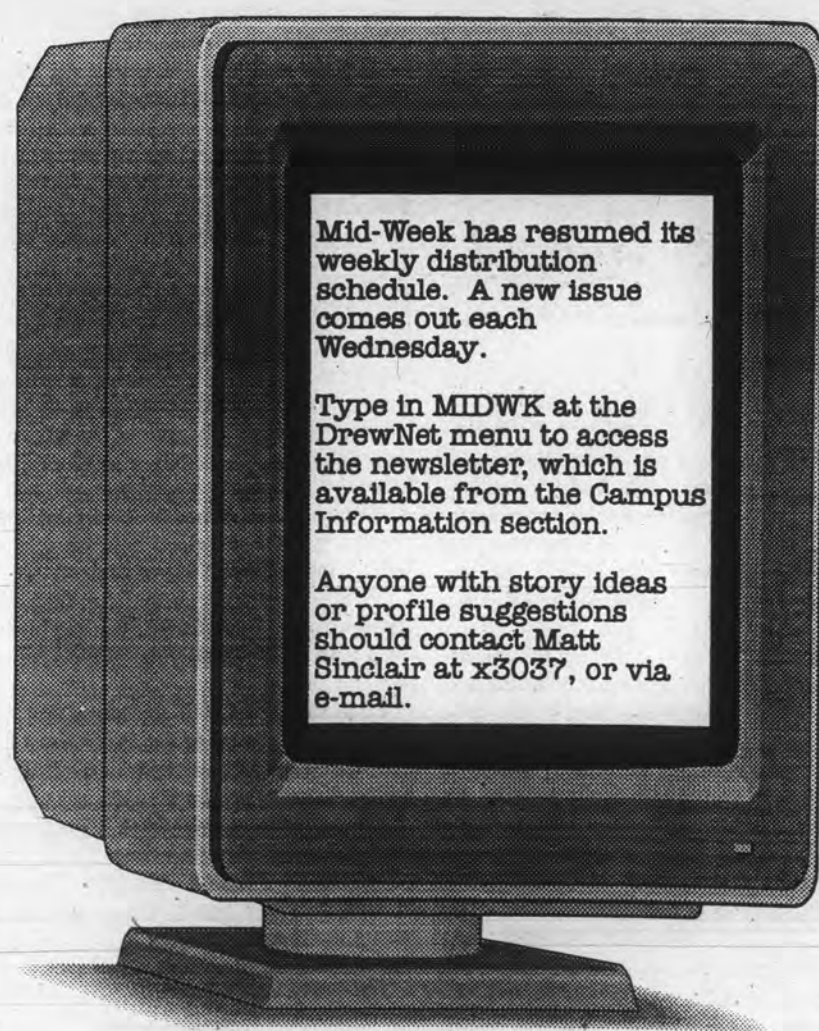 Mid-Week has resumed its
weekly distribution
schedule.  A new issue
comes out each
Wednesday.
Type in MIDWK at the
DrewNet menu to access
the newsletter, which is
available from the Campus
Information section.
Anyone with story ideas
or profile suggestions
should contact Matt
Sinclair at x3037, or via
e-mail.